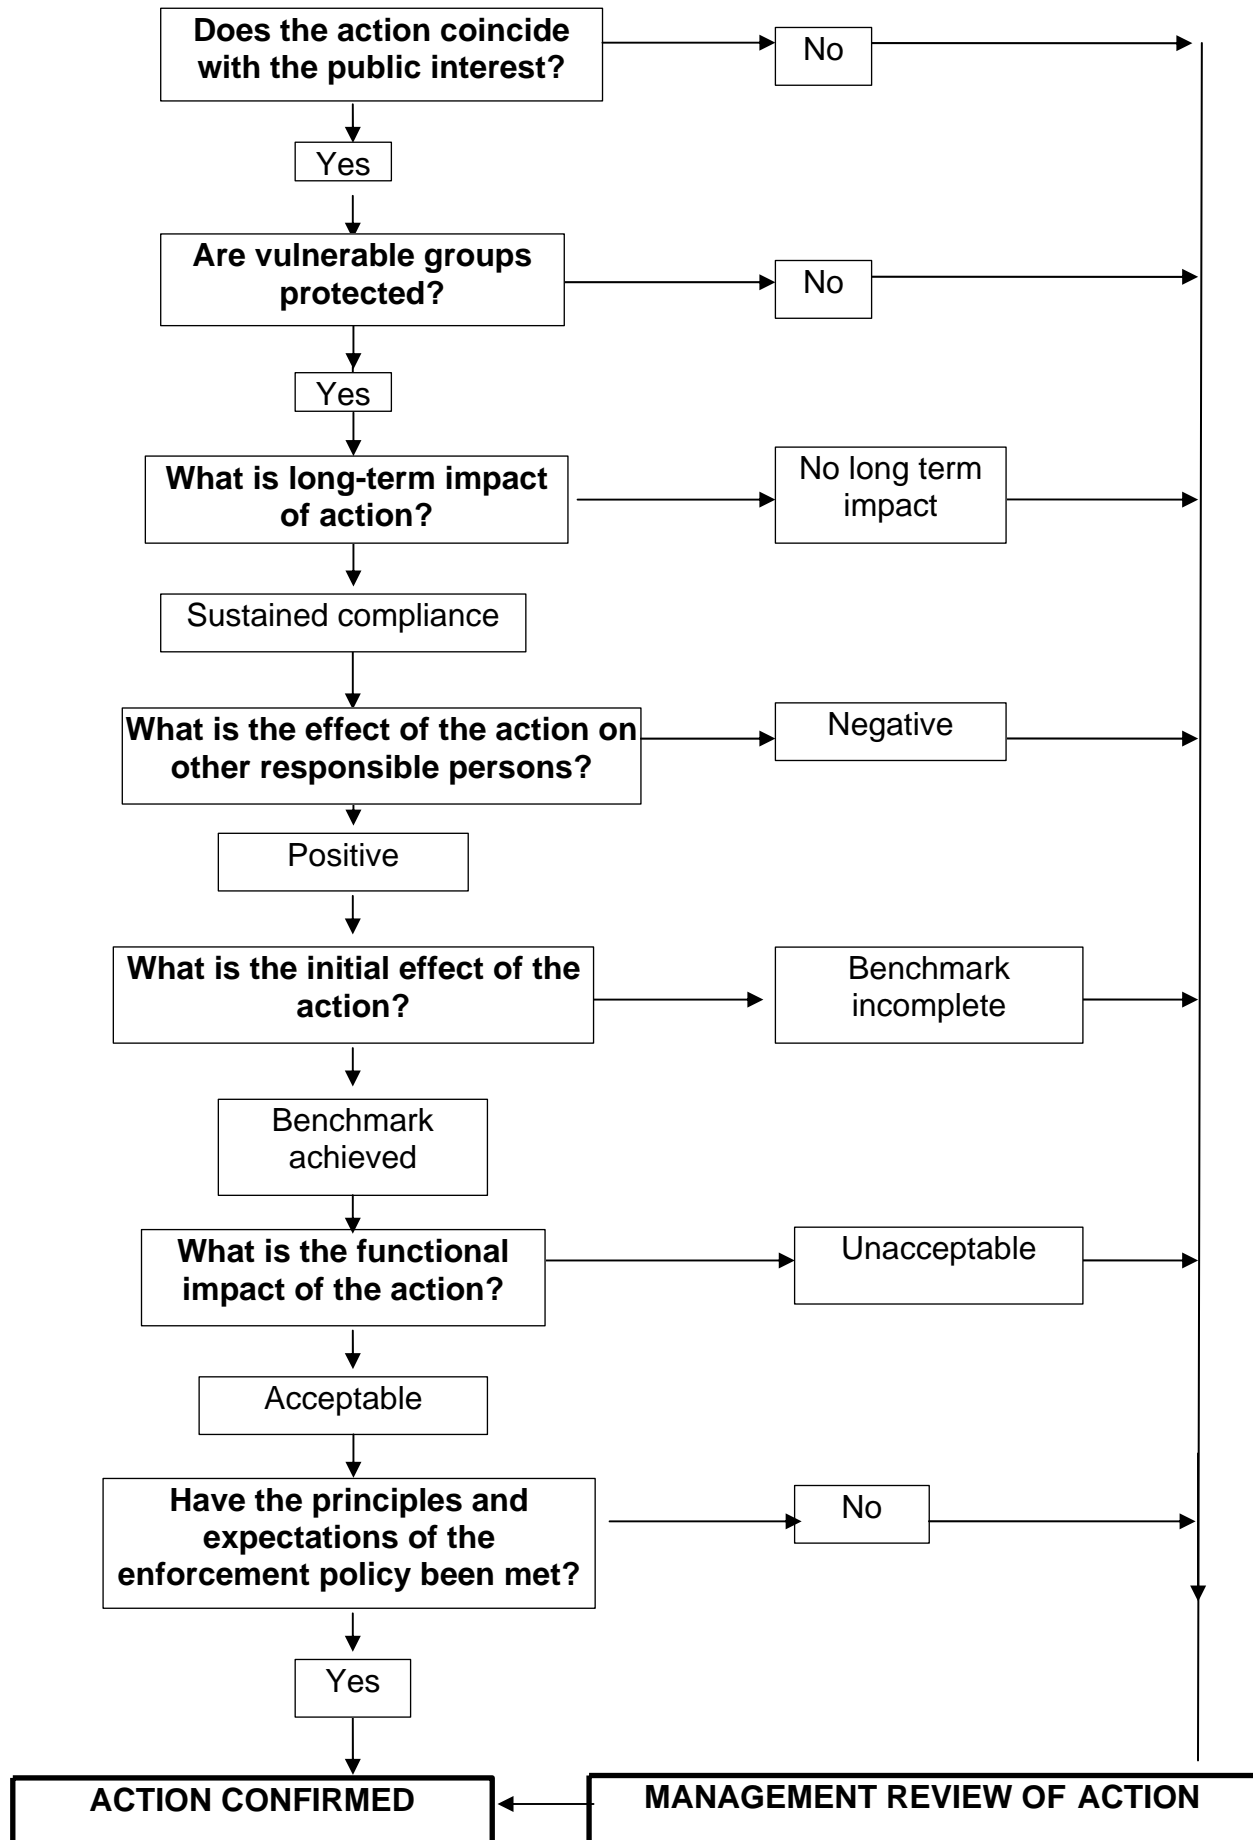 Does the action coincide
with the public interest?
No
Yes
Are vulnerable groups
protected?
No
Yes
What is long-term impact
of action?
No long term
impact
Sustained compliance
What is the effect of the action on
other responsible persons?
Negative
Positive
What is the initial effect of the
action?
Benchmark
incomplete
Benchmark
achieved
What is the functional
impact of the action?
Unacceptable
Acceptable
Have the principles and
expectations of the
enforcement policy been met?
No
Yes
ACTION CONFIRMED
MANAGEMENT REVIEW OF ACTION